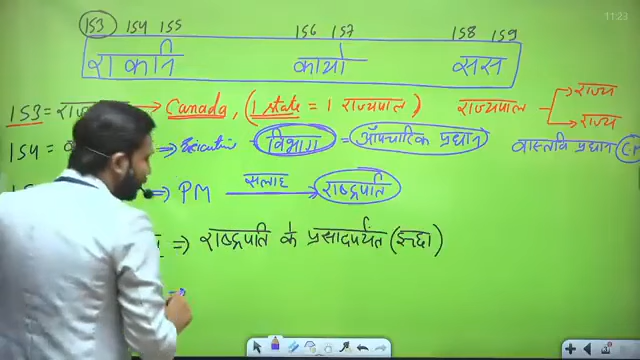 11:23
153 154 155 156 157 158 159
राकानि कार्यो सस
153 = → Canada, (1 state = 1 राज्यपाल) राज्यपाल → राज्य
→ राज्य
154 = ⇒ विभाग = औपचारिक प्रधान वास्तवि प्रधान
⇒ PM सलाह राष्ट्रपति
⇒ राष्ट्रपति के प्रसादपर्यंत (इच्छा)